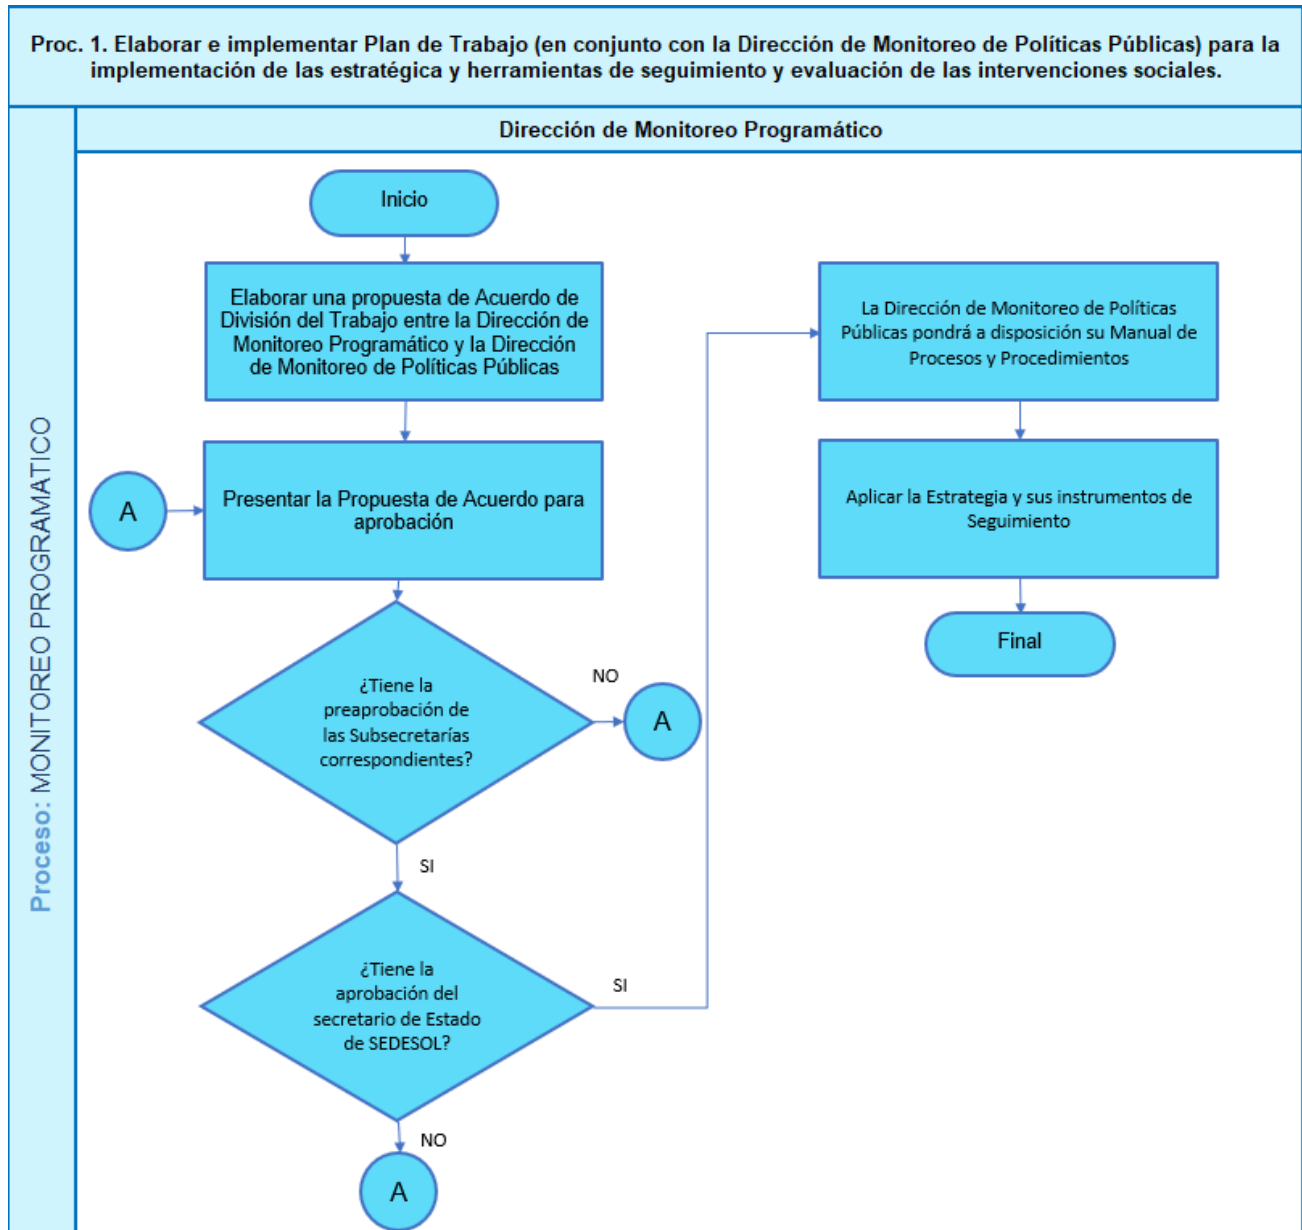 Proc. 1. Elaborar e implementar Plan de Trabajo (en conjunto con la Dirección de Monitoreo de Políticas Públicas) para la
implementación de las estratégica y herramientas de seguimiento y evaluación de las intervenciones sociales.
Proceso: MONITOREO PROGRAMATICO
Dirección de Monitoreo Programático
Inicio
Elaborar una propuesta de Acuerdo de
División del Trabajo entre la Dirección de
Monitoreo Programático y la Dirección
de Monitoreo de Políticas Públicas
A
Presentar la Propuesta de Acuerdo para
aprobación
¿Tiene la
preaprobación de
las Subsecretarías
correspondientes?
NO
A
SI
¿Tiene la
aprobación del
secretario de Estado
de SEDESOL?
SI
NO
A
La Dirección de Monitoreo de Políticas
Públicas pondrá a disposición su Manual de
Procesos y Procedimientos
Aplicar la Estrategia y sus instrumentos de
Seguimiento
Final